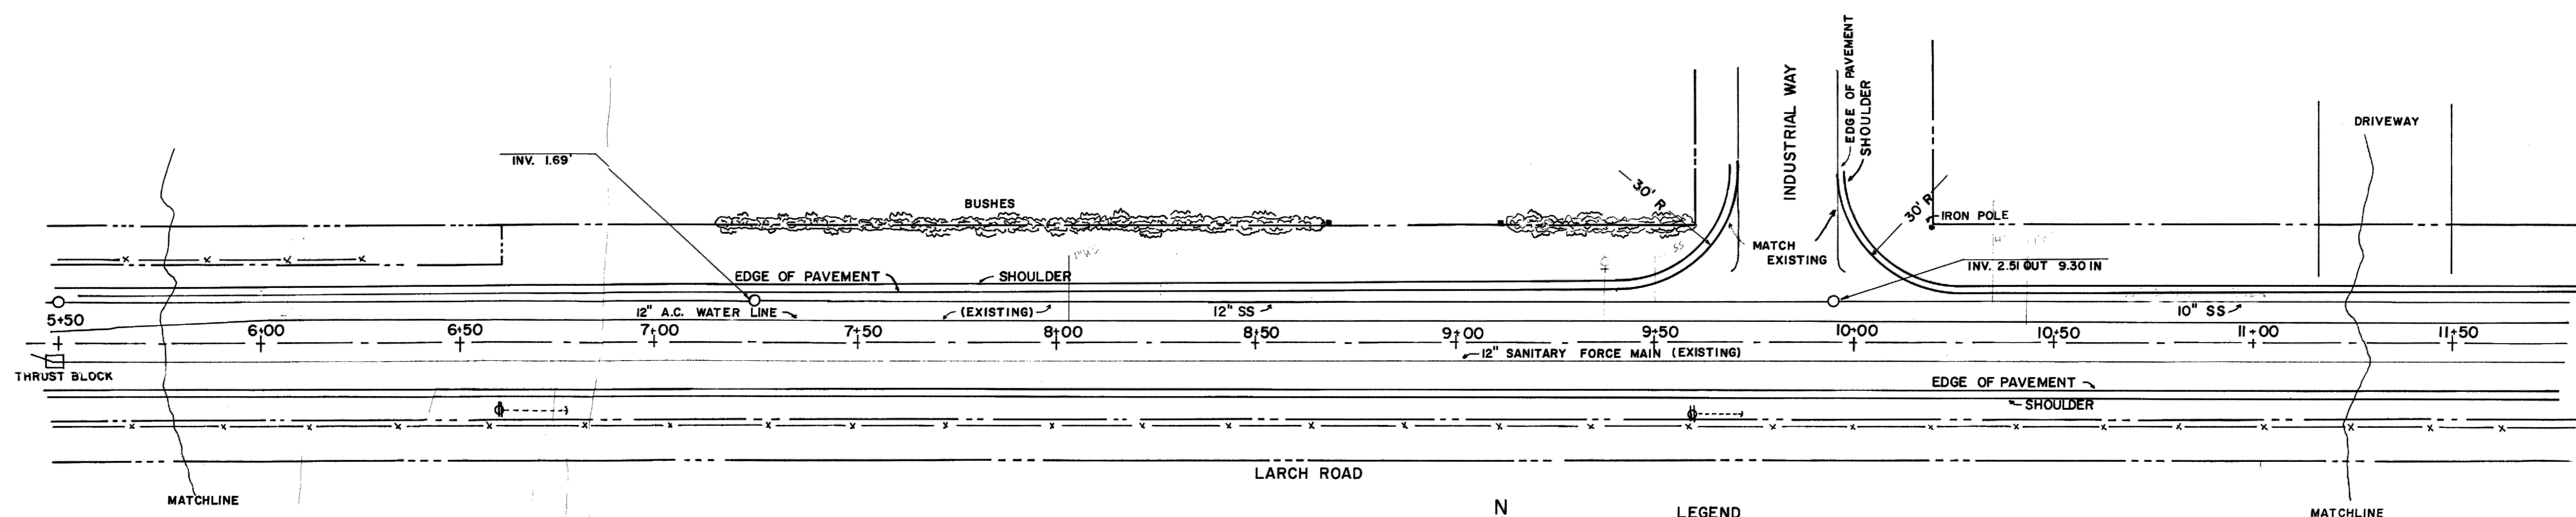 EDGE OF PAVEMENT
SHOULDER
INDUSTRIAL WAY
DRIVEWAY
INV. 1.69'
BUSHES
30' R
30' R
IRON POLE
MATCH
EXISTING
INV. 2.51 OUT 9.30 IN
EDGE OF PAVEMENT
SHOULDER
SS
12" A.C. WATER LINE
(EXISTING)
12" SS
10" SS
5+50
6+00
6+50
7+00
7+50
8+00
8+50
9+00
9+50
10+00
10+50
11+00
11+50
12" SANITARY FORCE MAIN (EXISTING)
THRUST BLOCK
EDGE OF PAVEMENT
SHOULDER
LARCH ROAD
MATCHLINE
N
LEGEND
MATCHLINE